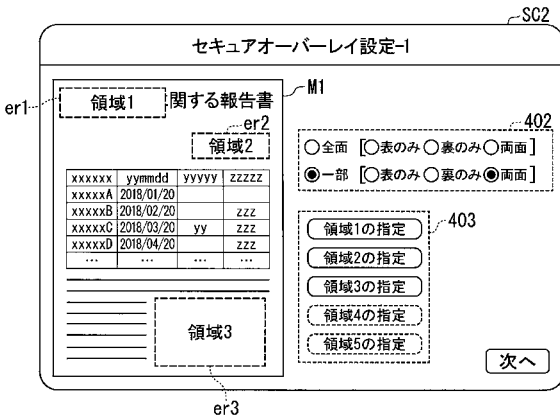 SC2
セキュアオーバーレイ設定-1
M1
er1
領域1
関する報告書
er2
領域2
402
○全面 [○表のみ○裏のみ○両面]
◉一部 [○表のみ○裏のみ◉両面]
xxxxxx yymmdd yyyyy zzzzz
xxxxxA 2018/01/20
xxxxxB 2018/02/20 zzz
xxxxxC 2018/03/20 yy zzz
xxxxxD 2018/04/20 zzz
… … … …
403
領域1の指定
領域2の指定
領域3の指定
領域4の指定
領域5の指定
領域3
er3
次へ